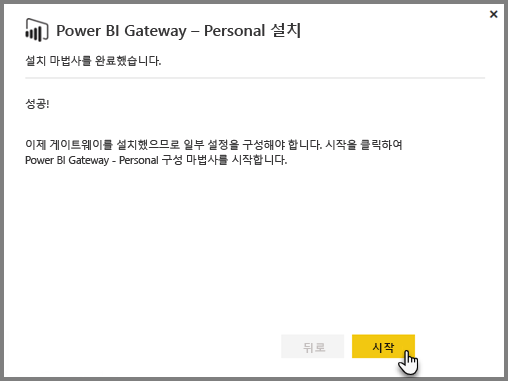 Power BI Gateway – Personal 설치
설치 마법사를 완료했습니다.
성공!
이제 게이트웨이를 설치했으므로 일부 설정을 구성해야 합니다. 시작을 클릭하여
Power BI Gateway - Personal 구성 마법사를 시작합니다.
뒤로
시작